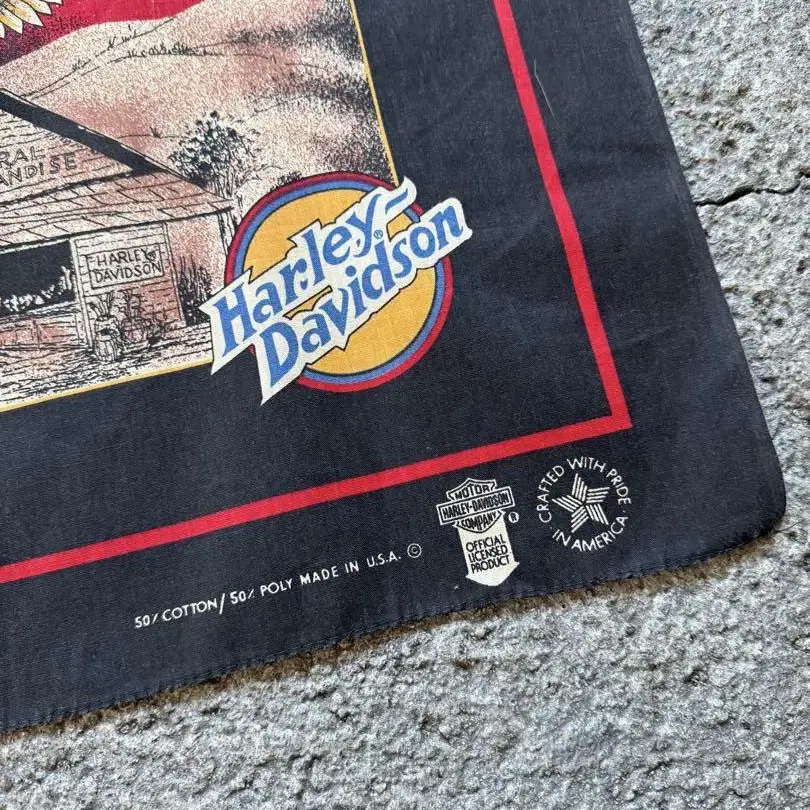 RAL
ANDISE
HARLEY
DAVIDSON
Harley-
Davidson®
MOTOR
HARLEY-DAVIDSON
COMPANY
®
OFFICIAL
LICENSED
PRODUCT
CRAFTED WITH PRIDE
· IN AMERICA ·
50% COTTON/50% POLY MADE IN U.S.A. ©